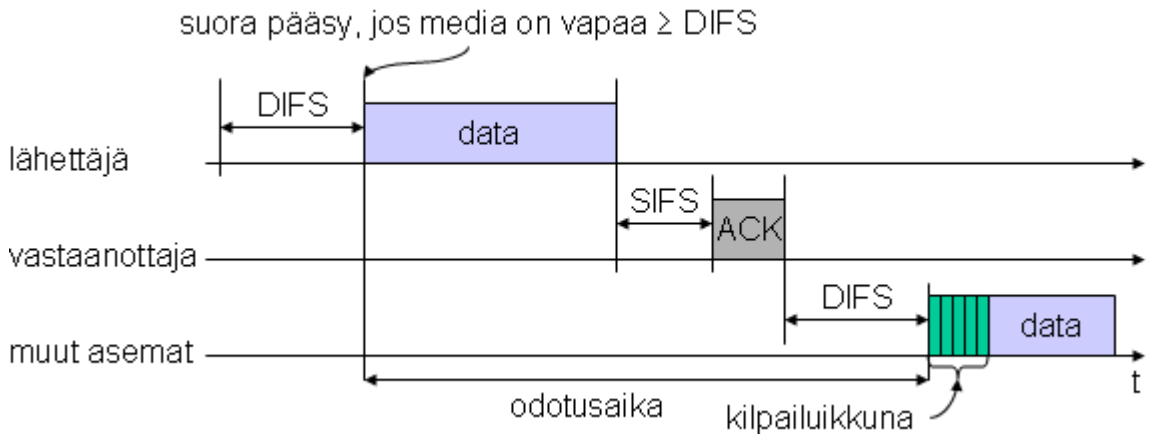 suora pääsy, jos media on vapaa ≥ DIFS
DIFS
data
lähettäjä
SIFS
ACK
vastaanottaja
DIFS
data
muut asemat
t
odotusaika
kilpailuikkuna